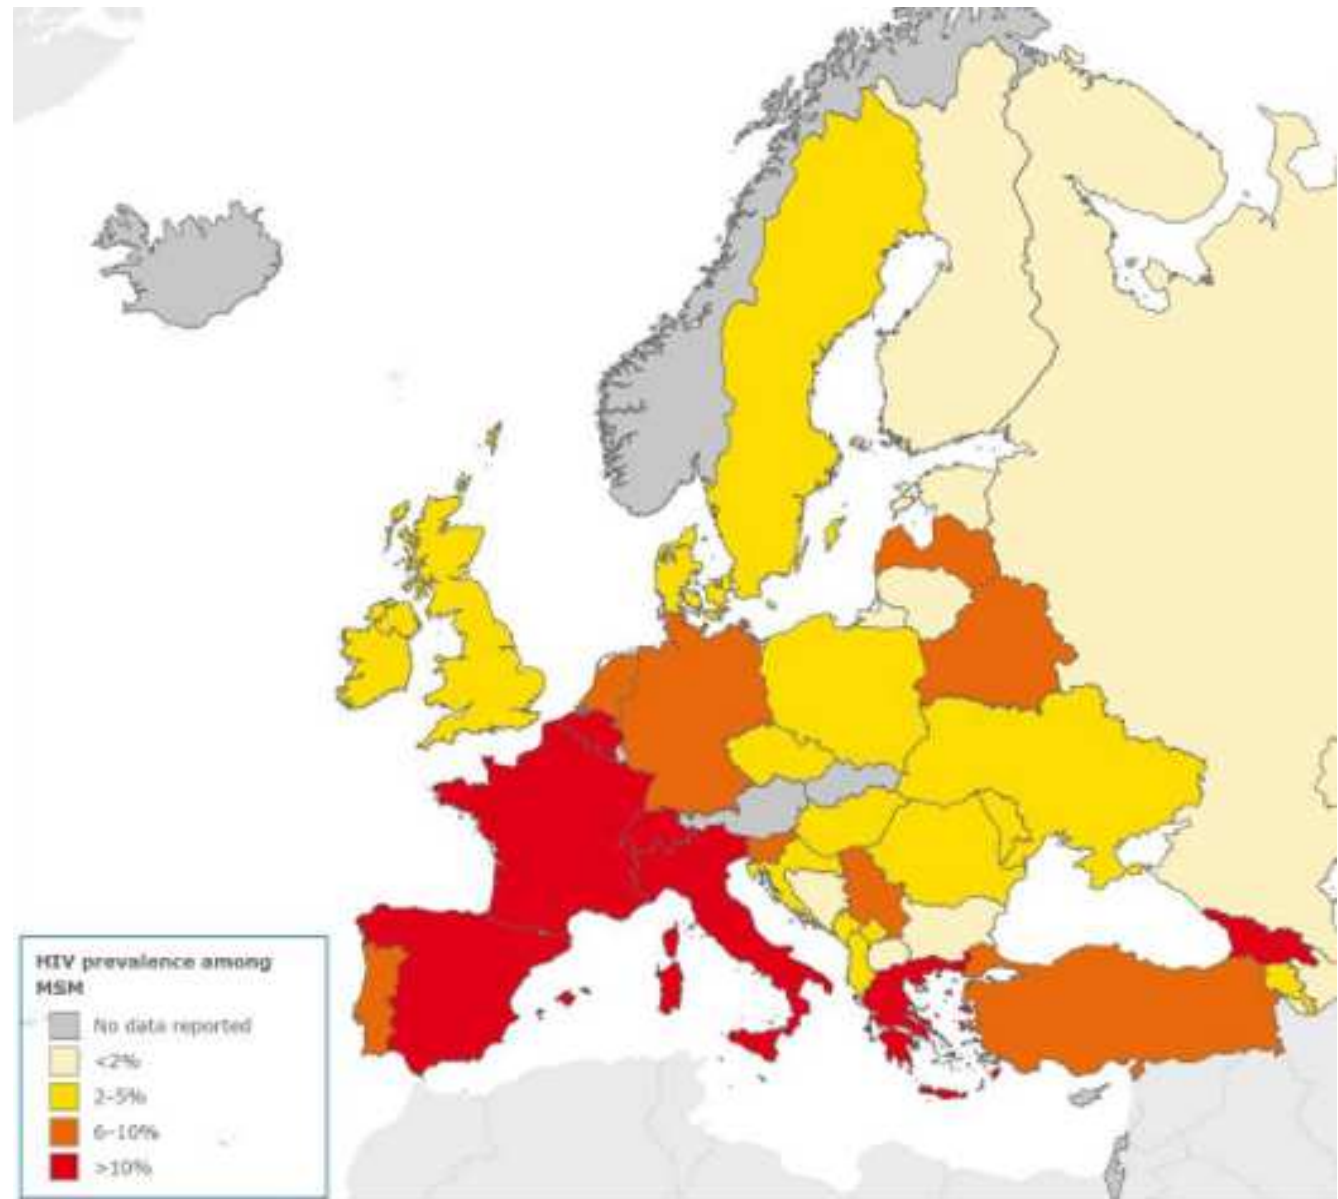 HIV prevalence among
MSM
No data reported
<2%
2-5%
6-10%
>10%